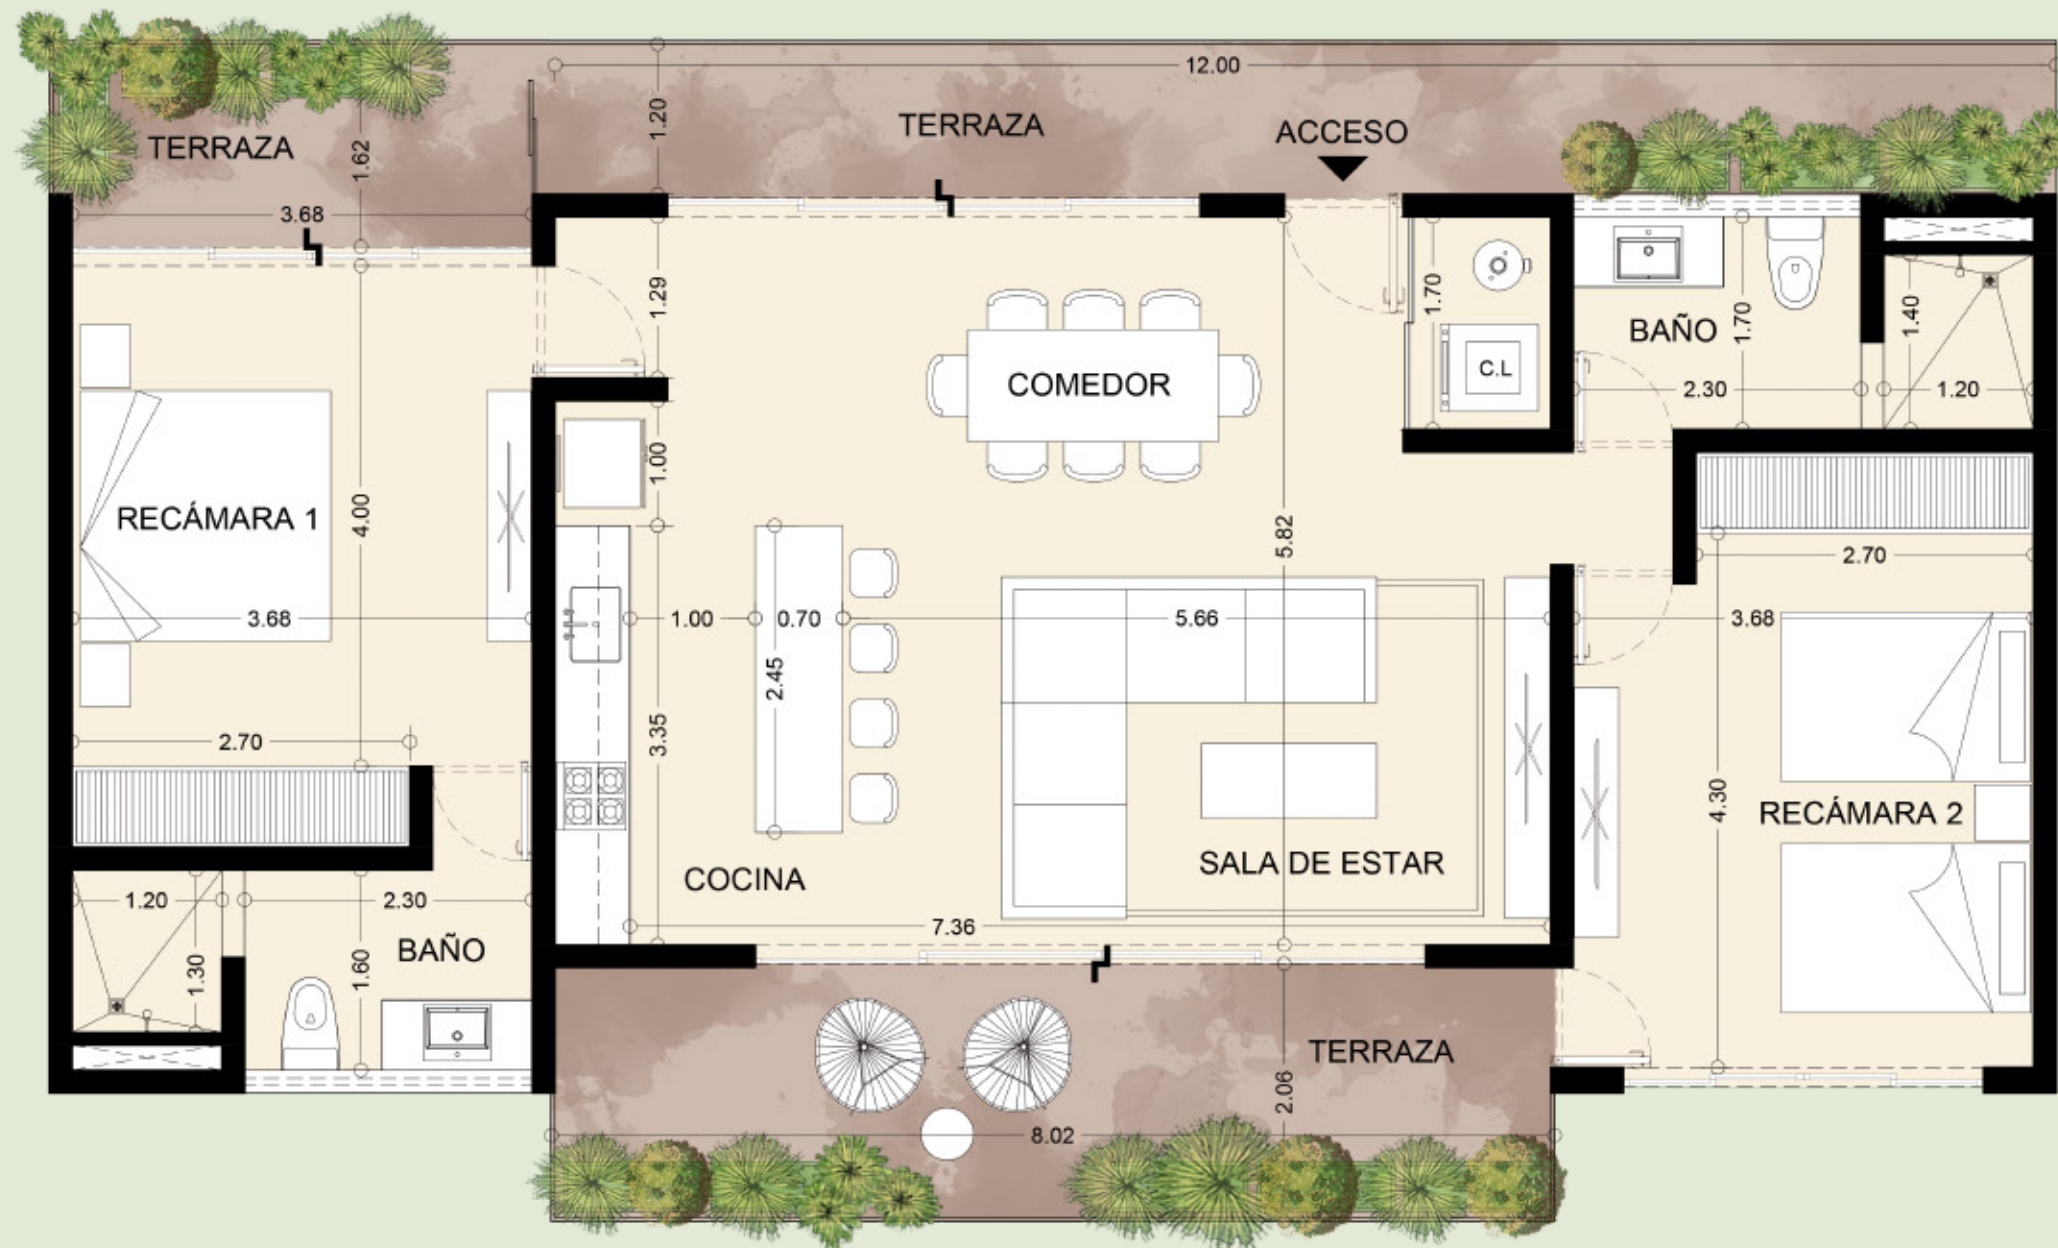 12.00
1.20
TERRAZA
ACCESO
TERRAZA
1.62
3.68
1.29
1.70
1.70
1.40
BAÑO
C.L
COMEDOR
2.30
1.20
1.00
RECÁMARA 1
4.00
5.82
2.70
3.68
1.00
0.70
5.66
3.68
2.45
3.35
2.70
4.30
RECÁMARA 2
COCINA
SALA DE ESTAR
1.20
2.30
7.36
BAÑO
1.30
1.60
TERRAZA
2.06
8.02